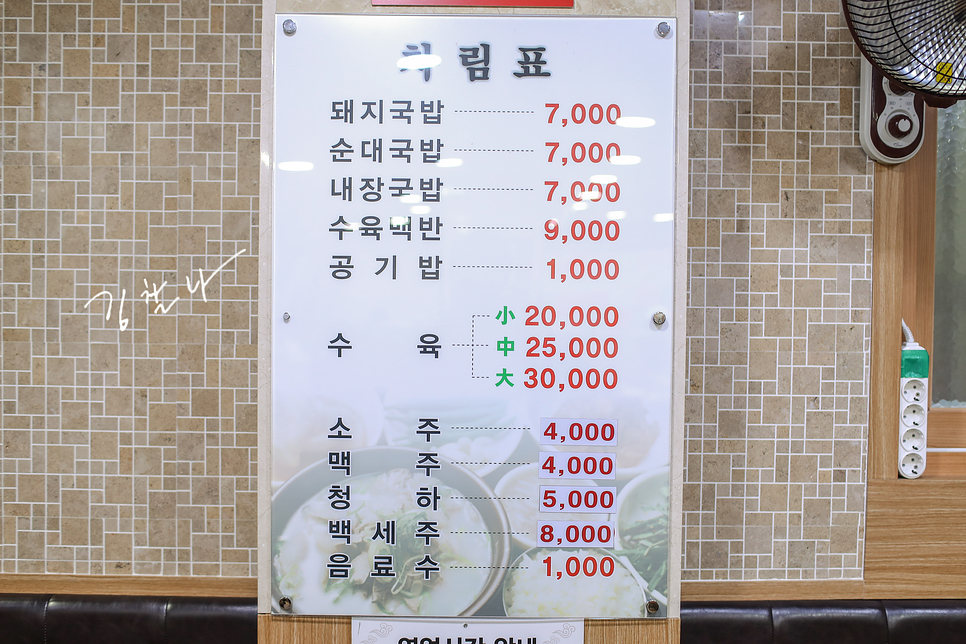 차림표
돼지국밥 7,000
순대국밥 7,000
내장국밥 7,000
수육백반 9,000
공기밥 1,000
수육 小 20,000
中 25,000
大 30,000
소주 4,000
맥주 4,000
청하 5,000
백세주 8,000
음료수 1,000
김찰나